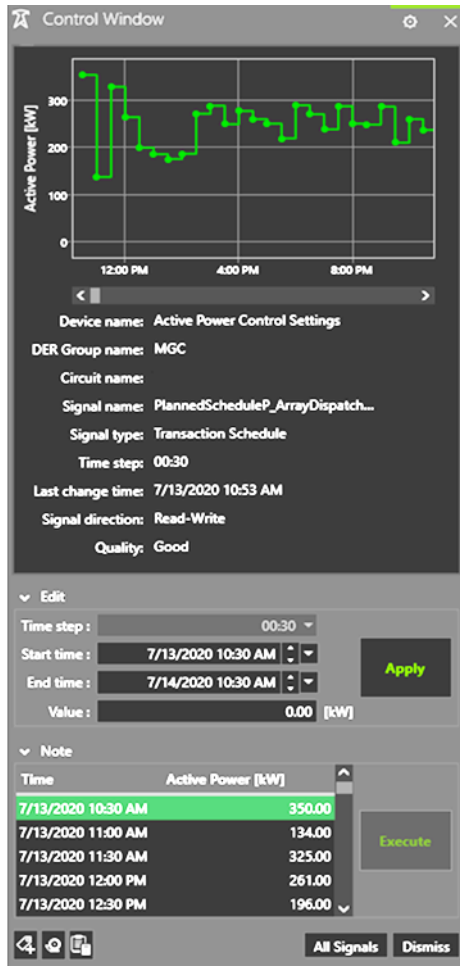 Control Window
300
200
100
0
Active Power [kW]
12:00 PM 4:00 PM 8:00 PM
Device name: Active Power Control Settings
DER Group name: MGC
Circuit name:
Signal name: PlannedScheduleP_ArrayDispatch...
Signal type: Transaction Schedule
Time step: 00:30
Last change time: 7/13/2020 10:53 AM
Signal direction: Read-Write
Quality: Good
Edit
Time step : 00:30
Start time : 7/13/2020 10:30 AM
End time : 7/14/2020 10:30 AM
Value : 0.00 [kW]
Apply
Note
Time Active Power [kW]
7/13/2020 10:30 AM 350.00
7/13/2020 11:00 AM 134.00
7/13/2020 11:30 AM 325.00
7/13/2020 12:00 PM 261.00
7/13/2020 12:30 PM 196.00
Execute
All Signals Dismiss